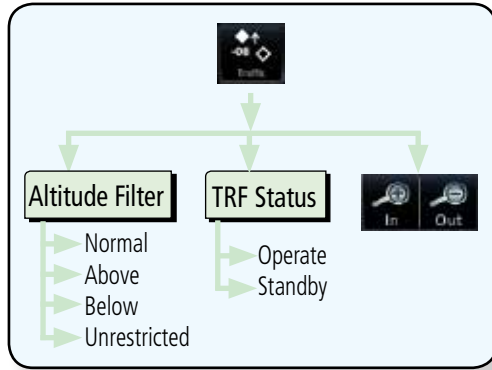 -08
Traffic
Altitude Filter
Normal
Above
Below
Unrestricted
TRF Status
Operate
Standby
In
Out